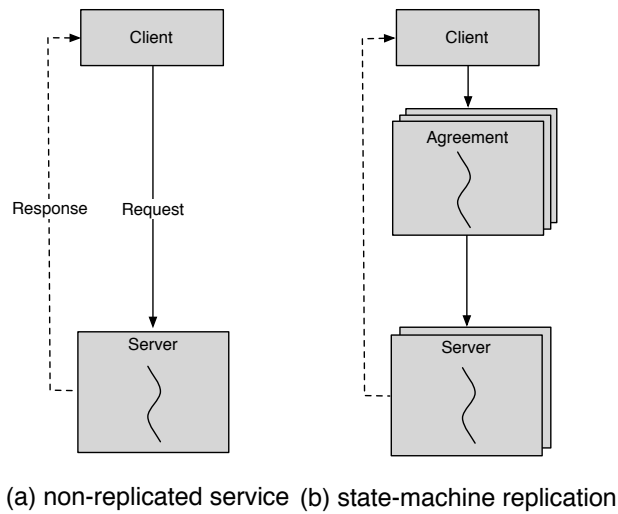 Client
Response
Request
Server
(a) non-replicated service
Client
Agreement
Server
(b) state-machine replication